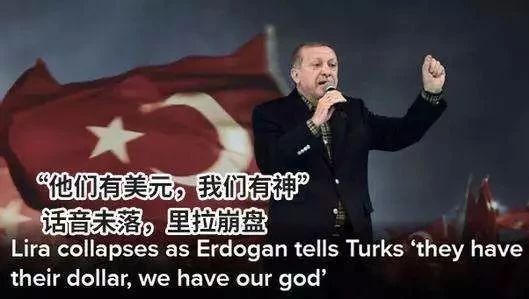 “他们有美元，我们有神”
话音未落，里拉崩盘
Lira collapses as Erdogan tells Turks ‘they have
their dollar, we have our god’